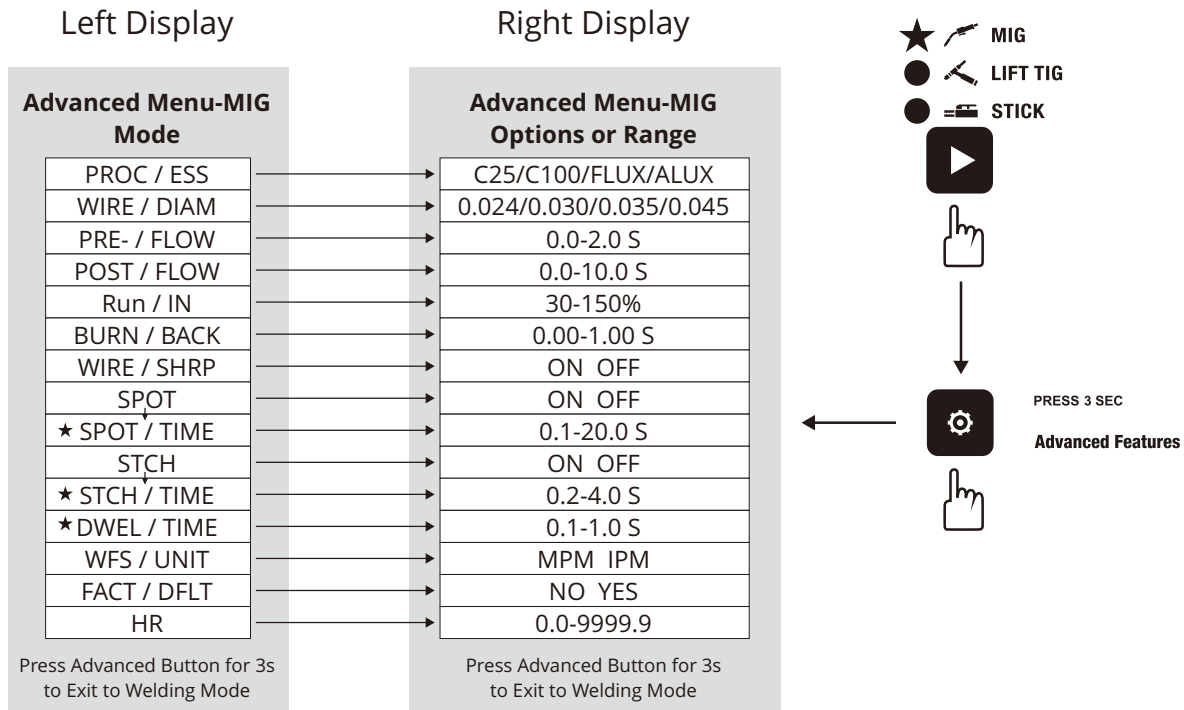 Left Display
Right Display
Advanced Menu-MIG
Mode
Advanced Menu-MIG
Options or Range
PROC / ESS
C25/C100/FLUX/ALUX
WIRE / DIAM
0.024/0.030/0.035/0.045
PRE- / FLOW
0.0-2.0 S
POST / FLOW
0.0-10.0 S
Run / IN
30-150%
BURN / BACK
0.00-1.00 S
WIRE / SHRP
ON OFF
SPOT
ON OFF
★ SPOT / TIME
0.1-20.0 S
STCH
ON OFF
★ STCH / TIME
0.2-4.0 S
★ DWEL / TIME
0.1-1.0 S
WFS / UNIT
MPM IPM
FACT / DFLT
NO YES
HR
0.0-9999.9
Press Advanced Button for 3s
to Exit to Welding Mode
Press Advanced Button for 3s
to Exit to Welding Mode
MIG
LIFT TIG
STICK
PRESS 3 SEC
Advanced Features